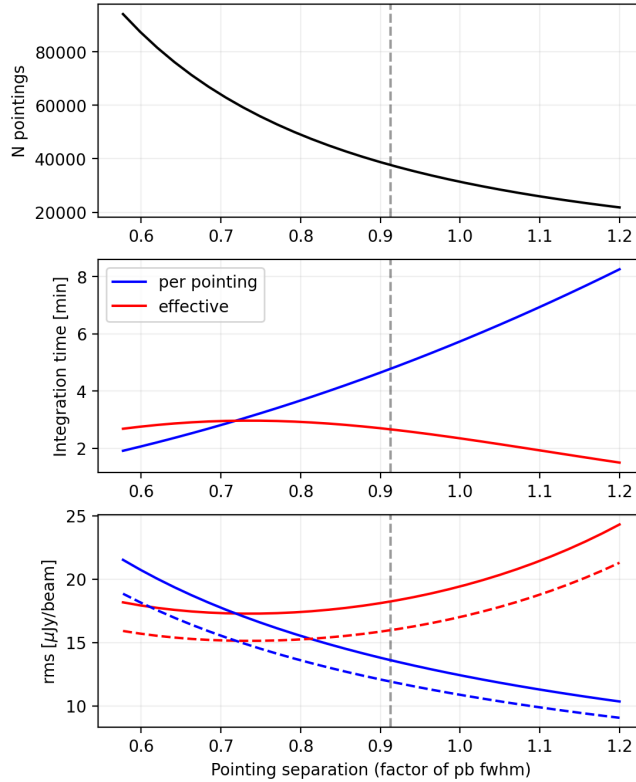 80000
60000
40000
20000
N pointings
0.6 0.7 0.8 0.9 1.0 1.1 1.2
8
6
4
2
Integration time [min]
per pointing
effective
0.6 0.7 0.8 0.9 1.0 1.1 1.2
25
20
15
10
rms [μJy/beam]
0.6 0.7 0.8 0.9 1.0 1.1 1.2
Pointing separation (factor of pb fwhm)